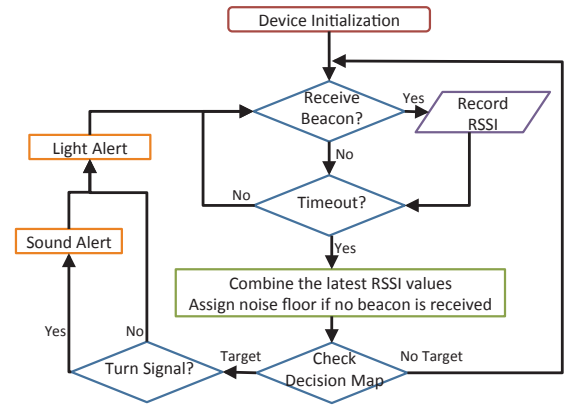 Device Initialization
Receive
Beacon?
Yes
Record
RSSI
No
Light Alert
Timeout?
No
Yes
Sound Alert
Combine the latest RSSI values
Assign noise floor if no beacon is received
Yes
No
Turn Signal?
Target
Check
Decision Map
No Target